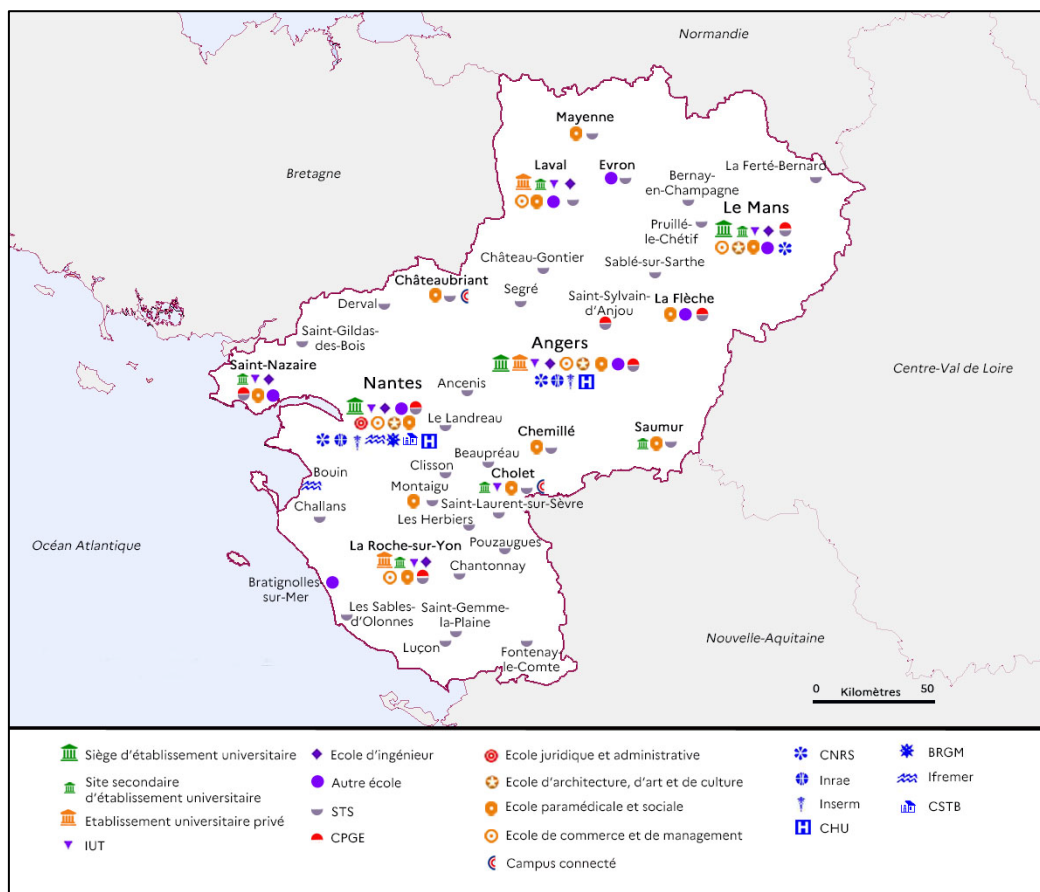 Normandie
Bretagne
Mayenne
Laval
Evron
La Ferté-Bernard
Bernay-
en-Champagne
Le Mans
Pruillé-
le-Chétif
Château-Gontier
Sablé-sur-Sarthe
Châteaubriant
Segré
Saint-Sylvain-
d'Anjou
La Flèche
Derval
Saint-Gildas-
des-Bois
Angers
Saint-Nazaire
Nantes
Ancenis
Centre-Val de Loire
Le Landreau
Chemillé
Saumur
Beaupréau
Clisson
Cholet
Bouin
Montaigu
Challans
Saint-Laurent-sur-Sèvre
Les Herbiers
Océan Atlantique
La Roche-sur-Yon
Pouzaugues
Chantonnay
Bratignolles-
sur-Mer
Les Sables-
d'Olonnes
Saint-Gemme-
la-Plaine
Luçon
Fontenay
le-Comte
Nouvelle-Aquitaine
0 Kilomètres 50
Siège d'établissement universitaire
Site secondaire
d'établissement universitaire
Etablissement universitaire privé
IUT
Ecole d'ingénieur
Autre école
STS
CPGE
Ecole juridique et administrative
Ecole d'architecture, d'art et de culture
Ecole paramédicale et sociale
Ecole de commerce et de management
Campus connecté
CNRS
Inrae
Inserm
H CHU
BRGM
Ifremer
CSTB